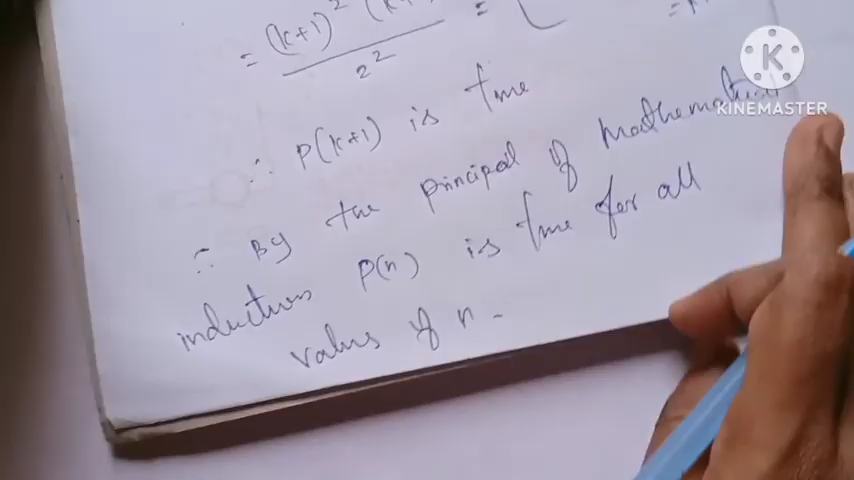 = (k+1)² (k+
2²
=
∴ P(k+1) is true
∴ By the principal of mathematical
induction P(n) is true for all
values of n.
K
KINEMASTER